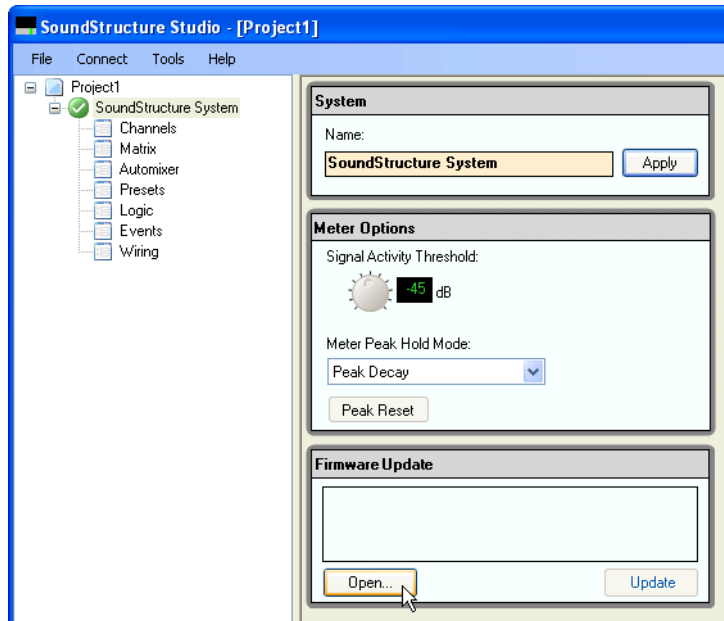 SoundStructure Studio - [Project1]
File Connect Tools Help
Project1
SoundStructure System
Channels
Matrix
Automixer
Presets
Logic
Events
Wiring
System
Name:
SoundStructure System Apply
Meter Options
Signal Activity Threshold:
-45 dB
Meter Peak Hold Mode:
Peak Decay
Peak Reset
Firmware Update
Open... Update